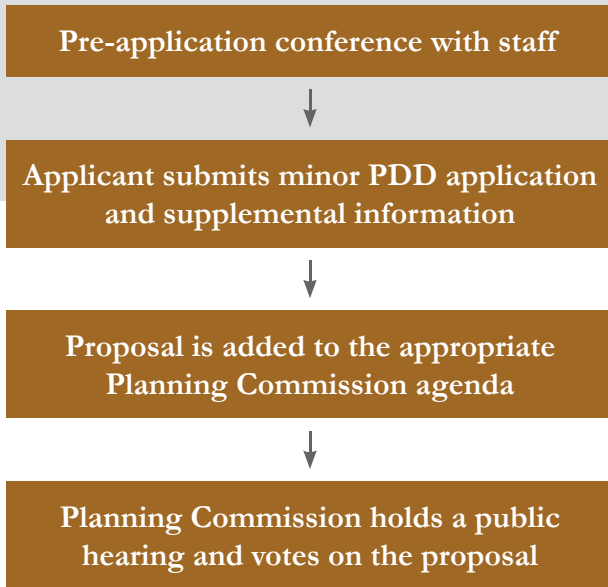 Pre-application conference with staff
Applicant submits minor PDD application
and supplemental information
Proposal is added to the appropriate
Planning Commission agenda
Planning Commission holds a public
hearing and votes on the proposal